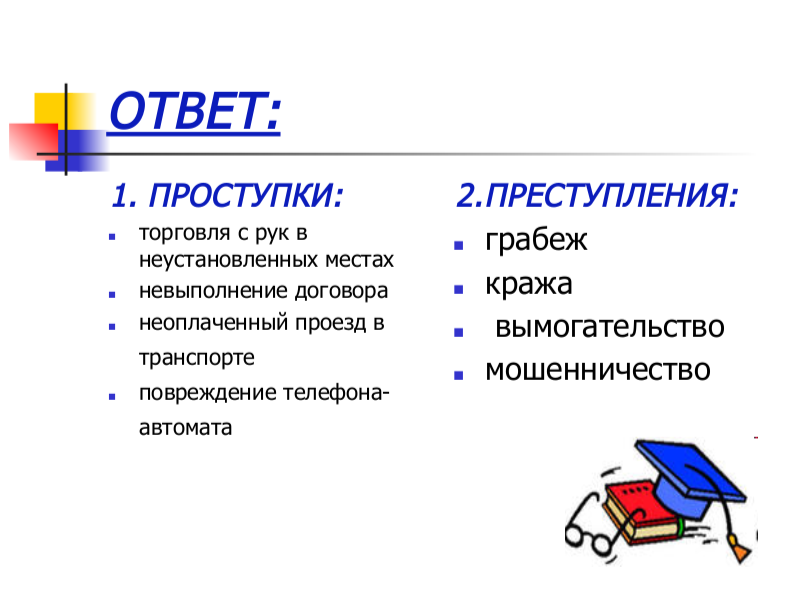 ОТВЕТ:
1. ПРОСТУПКИ:
торговля с рук в
неустановленных местах
невыполнение договора
неоплаченный проезд в
транспорте
повреждение телефона-
автомата
2.ПРЕСТУПЛЕНИЯ:
грабеж
кража
вымогательство
мошенничество